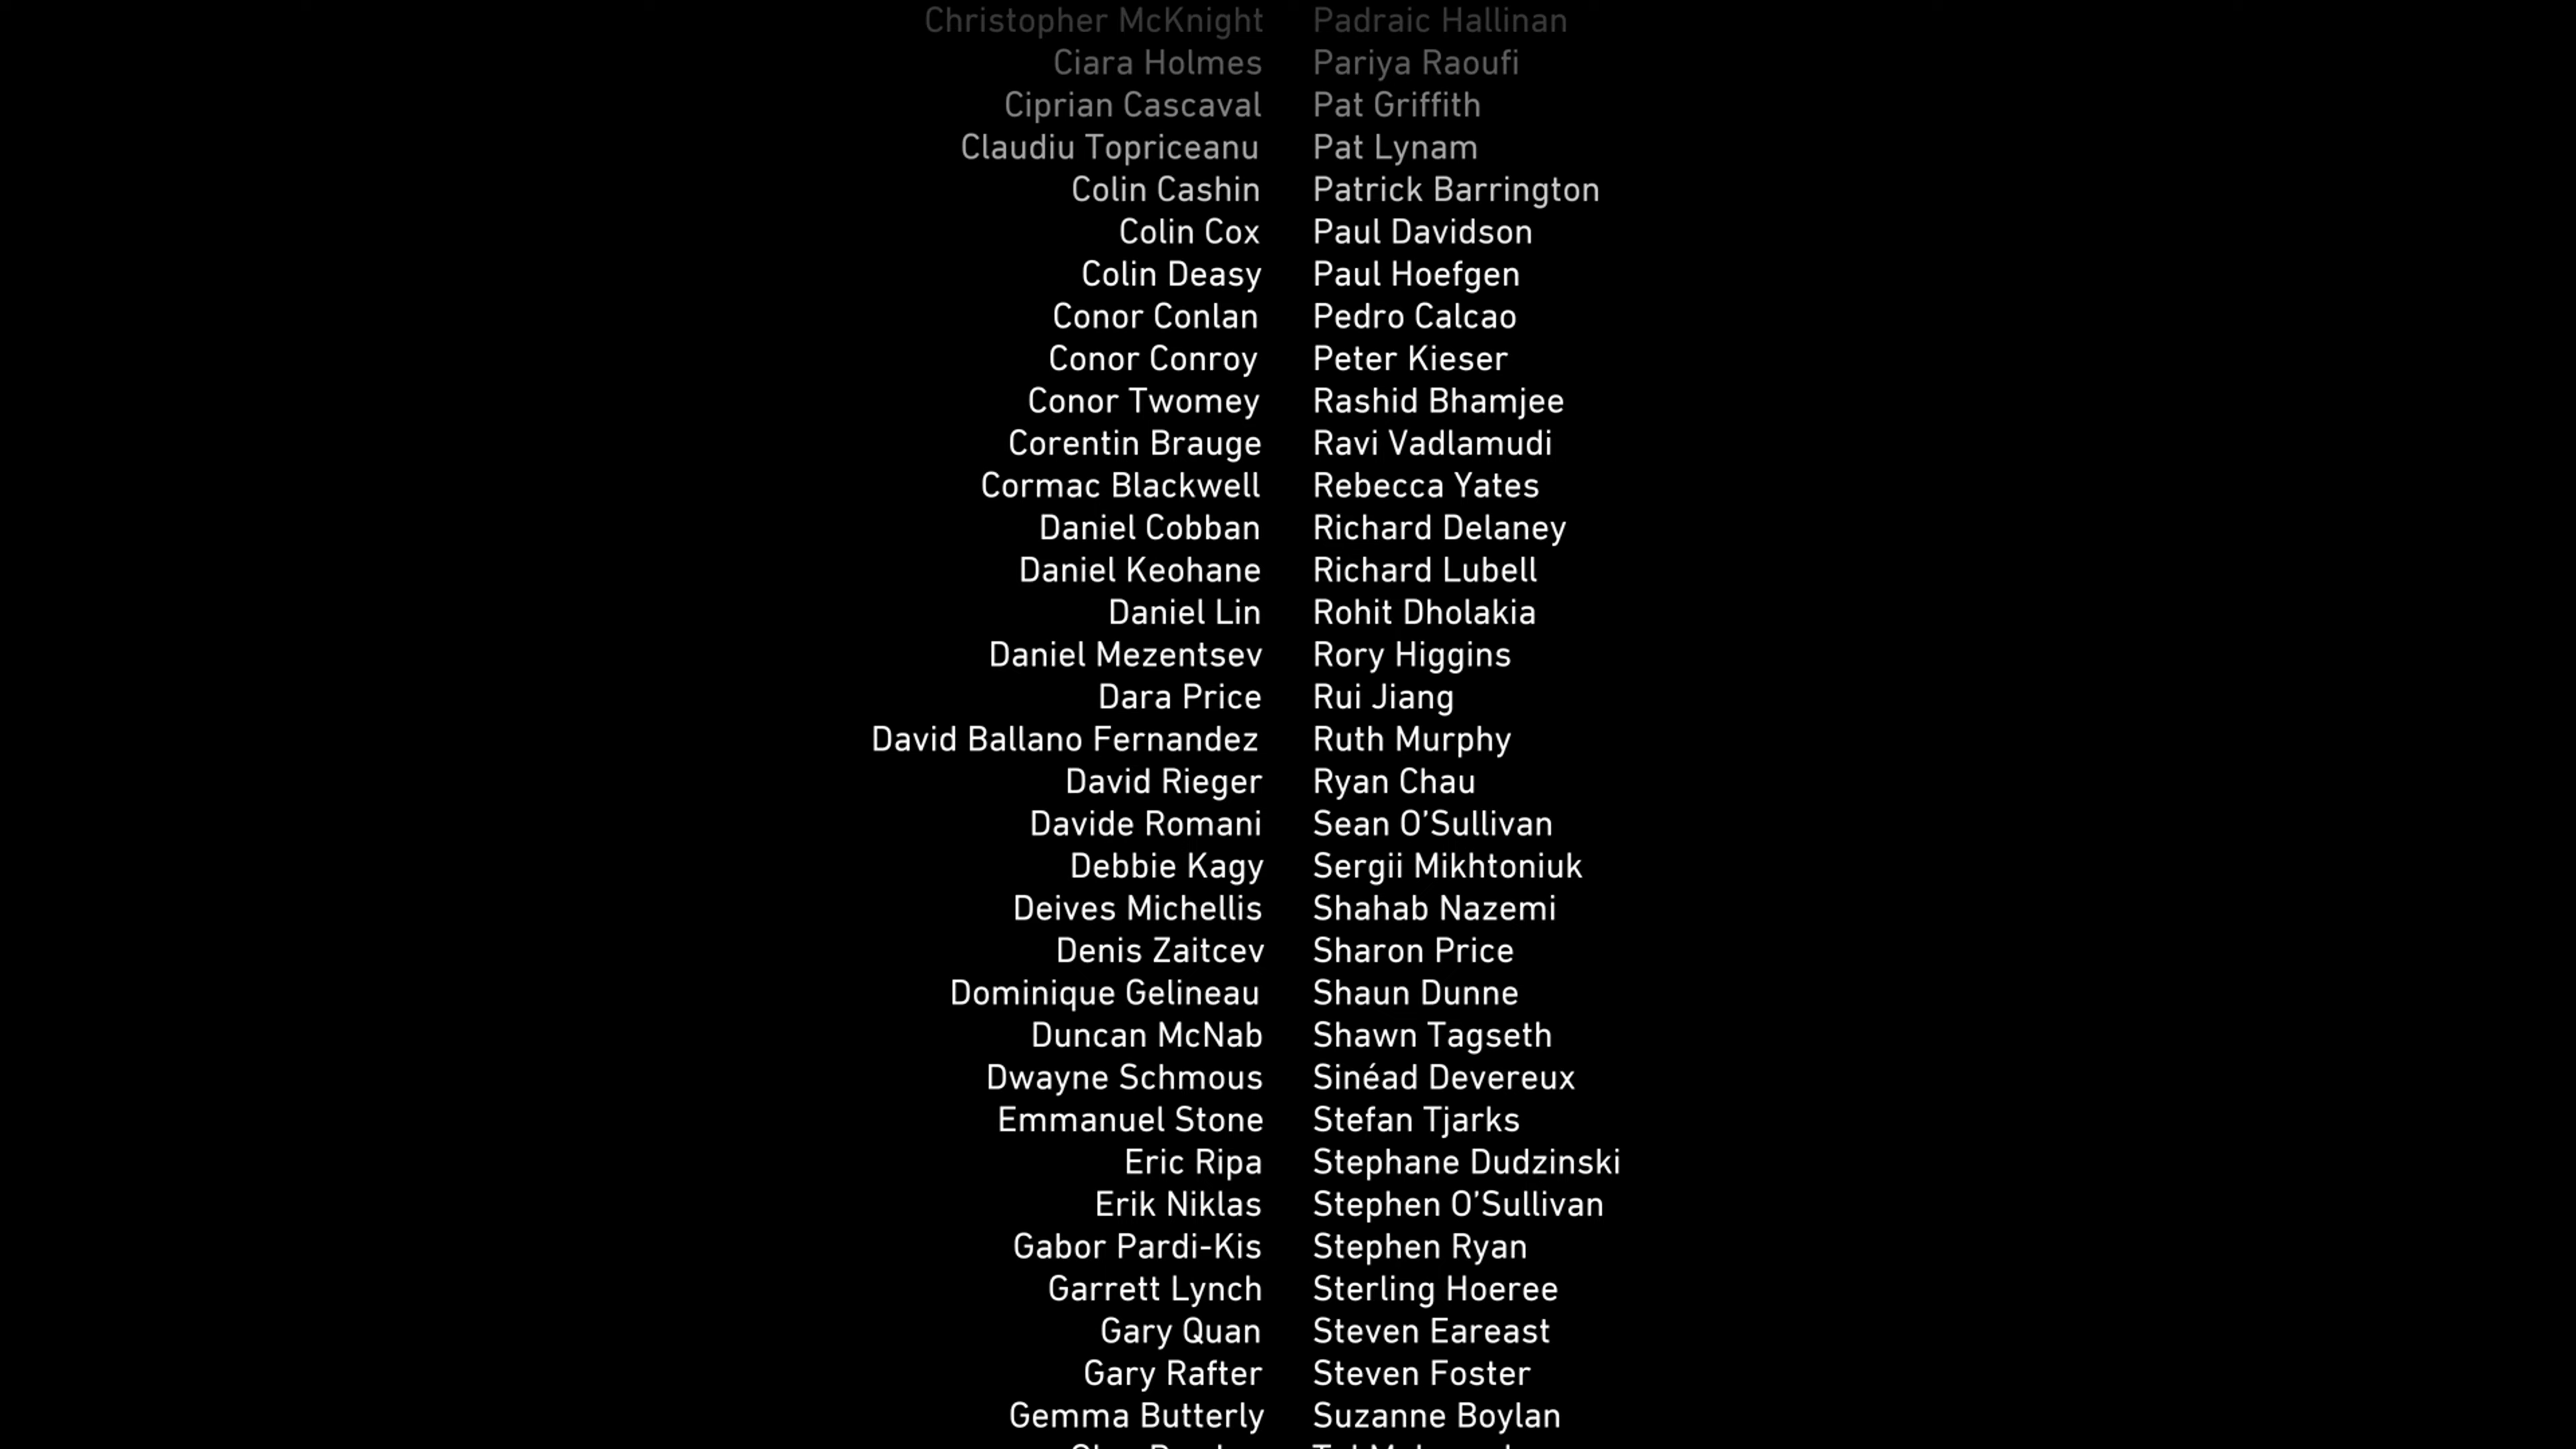 Christopher McKnight Padraic Hallinan
Ciara Holmes Pariya Raoufi
Ciprian Cascaval Pat Griffith
Claudiu Topriceanu Pat Lynam
Colin Cashin Patrick Barrington
Colin Cox Paul Davidson
Colin Deasy Paul Hoefgen
Conor Conlan Pedro Calcao
Conor Conroy Peter Kieser
Conor Twomey Rashid Bhamjee
Corentin Brauge Ravi Vadlamudi
Cormac Blackwell Rebecca Yates
Daniel Cobban Richard Delaney
Daniel Keohane Richard Lubell
Daniel Lin Rohit Dholakia
Daniel Mezentsev Rory Higgins
Dara Price Rui Jiang
David Ballano Fernandez Ruth Murphy
David Rieger Ryan Chau
Davide Romani Sean O’Sullivan
Debbie Kagy Sergii Mikhtoniuk
Deives Michellis Shahab Nazemi
Denis Zaitcev Sharon Price
Dominique Gelineau Shaun Dunne
Duncan McNab Shawn Tagseth
Dwayne Schmous Sinéad Devereux
Emmanuel Stone Stefan Tjarks
Eric Ripa Stephane Dudzinski
Erik Niklas Stephen O’Sullivan
Gabor Pardi-Kis Stephen Ryan
Garrett Lynch Sterling Hoeree
Gary Quan Steven Eareast
Gary Rafter Steven Foster
Gemma Butterly Suzanne Boylan